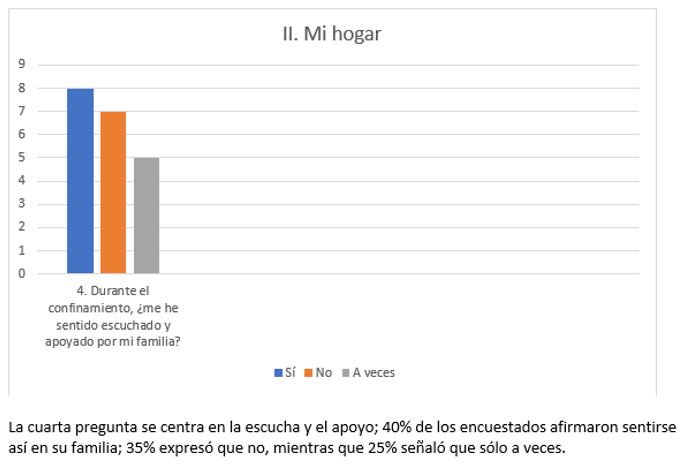 II. Mi hogar
9
8
7
6
5
4
3
2
1
0
4. Durante el
confinamiento, ¿me he
sentido escuchado y
apoyado por mi familia?
Sí No A veces
La cuarta pregunta se centra en la escucha y el apoyo; 40% de los encuestados afirmaron sentirse
así en su familia; 35% expresó que no, mientras que 25% señaló que sólo a veces.